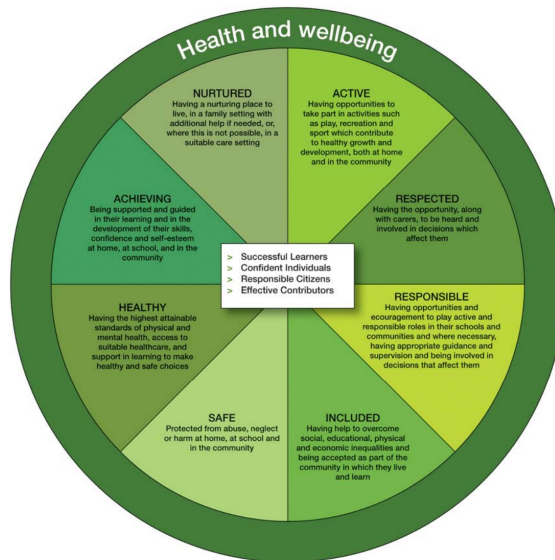 Health and wellbeing
NURTURED
Having a nurturing place to
live, in a family setting with
additional help if needed, or,
where this is not possible, in a
suitable care setting
ACTIVE
Having opportunities to
take part in activities such
as play, recreation and
sport which contribute
to healthy growth and
development, both at home
and in the community
ACHIEVING
Being supported and guided
in their learning and in the
development of their skills,
confidence and self-esteem
at home, at school, and in the
community
RESPECTED
Having the opportunity, along
with carers, to be heard and
involved in decisions which
affect them
> Successful Learners
> Confident Individuals
> Responsible Citizens
> Effective Contributors
HEALTHY
Having the highest attainable
standards of physical and
mental health, access to
suitable healthcare, and
support in learning to make
healthy and safe choices
RESPONSIBLE
Having opportunities and
ecouragement to play active and
responsible roles in their schools and
communities and where necessary,
having appropriate guidance and
supervision and being involved in
decisions that affect them
SAFE
Protected from abuse, neglect
or harm at home, at school and
in the community
INCLUDED
Having help to overcome
social, educational, physical
and economic inequalities and
being accepted as part of the
community in which they live
and learn